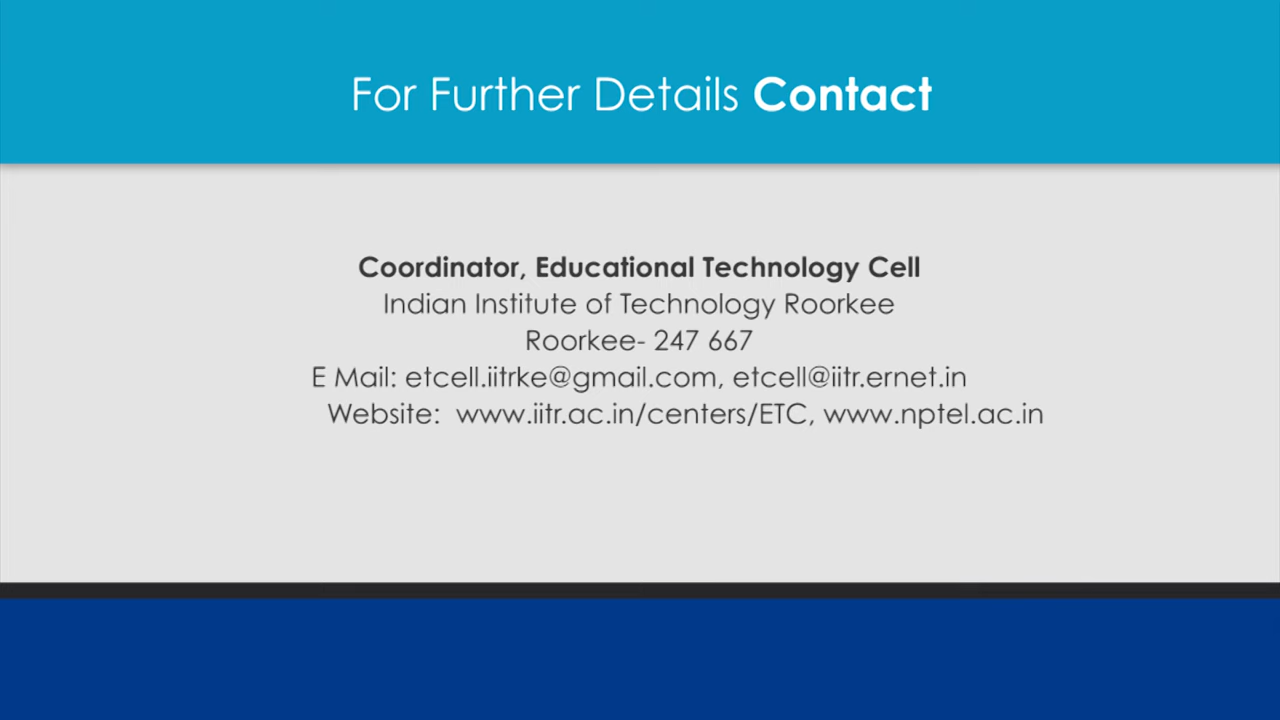 For Further Details Contact
Coordinator, Educational Technology Cell
Indian Institute of Technology Roorkee
Roorkee- 247 667
E Mail: etcell.iitrke@gmail.com, etcell@iitr.ernet.in
Website: www.iitr.ac.in/centers/ETC, www.nptel.ac.in